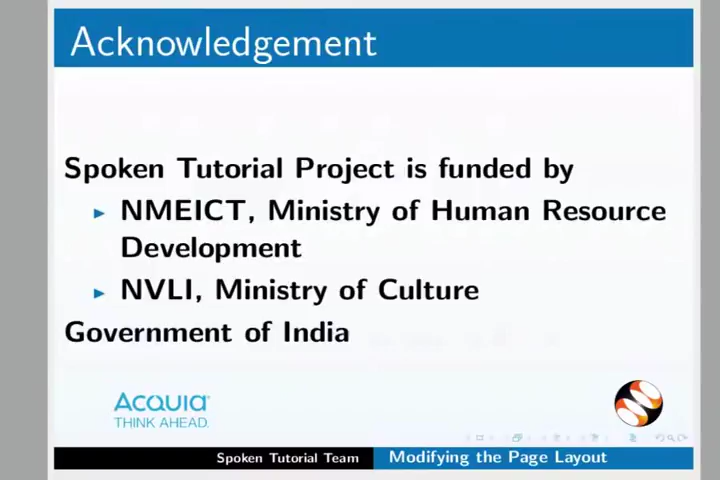 Acknowledgement
Spoken Tutorial Project is funded by
NMEICT, Ministry of Human Resource
Development
NVLI, Ministry of Culture
Government of India
ACQUIA
THINK AHEAD.
Spoken Tutorial Team
Modifying the Page Layout